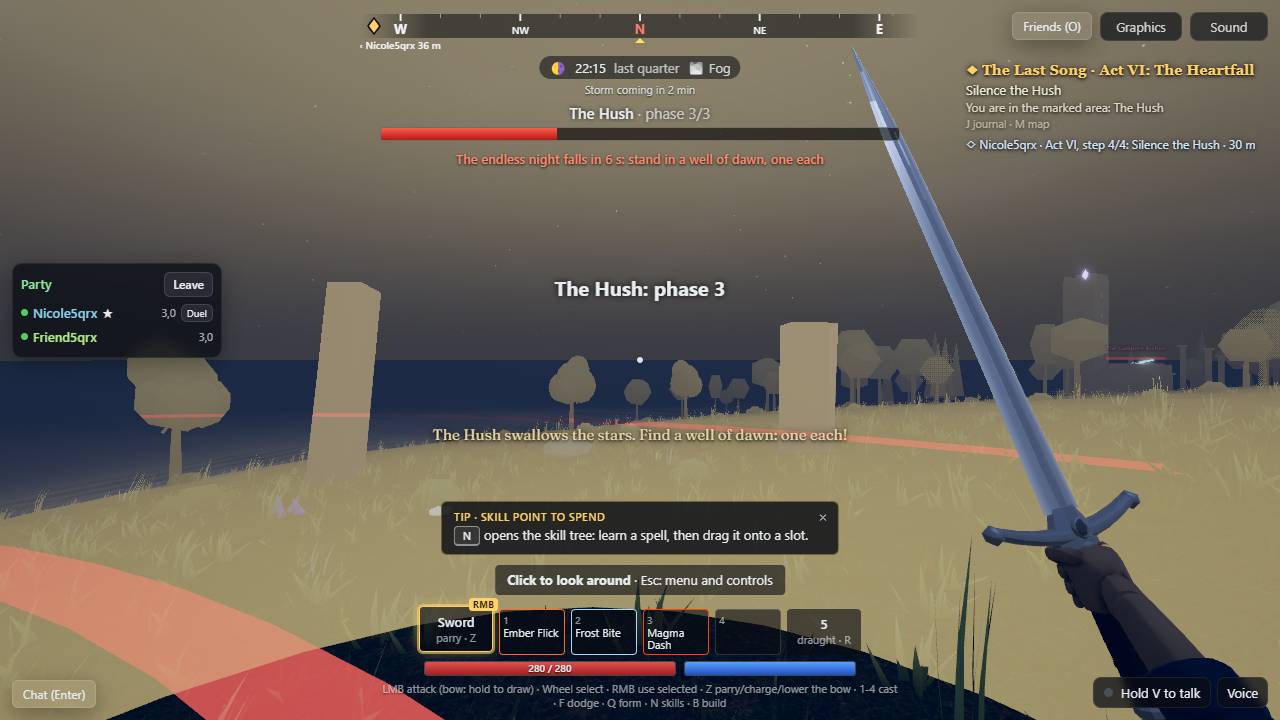 W NW N NE E
‹ Nicole5qrx 36 m
22:15 last quarter Fog
Storm coming in 2 min
The Hush · phase 3/3
The endless night falls in 6 s: stand in a well of dawn, one each
Friends (O) Graphics Sound
The Last Song · Act VI: The Heartfall
Silence the Hush
You are in the marked area: The Hush
J journal · M map
Nicole5qrx · Act VI, step 4/4: Silence the Hush · 30 m
Party Leave
Nicole5qrx ★ 3,0 Duel
Friend5qrx 3,0
The Hush: phase 3
The Hush swallows the stars. Find a well of dawn: one each!
TIP · SKILL POINT TO SPEND ×
N opens the skill tree: learn a spell, then drag it onto a slot.
Click to look around · Esc: menu and controls
RMB
Sword
parry · Z
1
Ember Flick
2
Frost Bite
3
Magma
Dash
4
5
draught · R
280 / 280
LMB attack (bow: hold to draw) · Wheel select · RMB use selected · Z parry/charge/lower the bow · 1-4 cast
· F dodge · Q form · N skills · B build
Chat (Enter)
Hold V to talk Voice